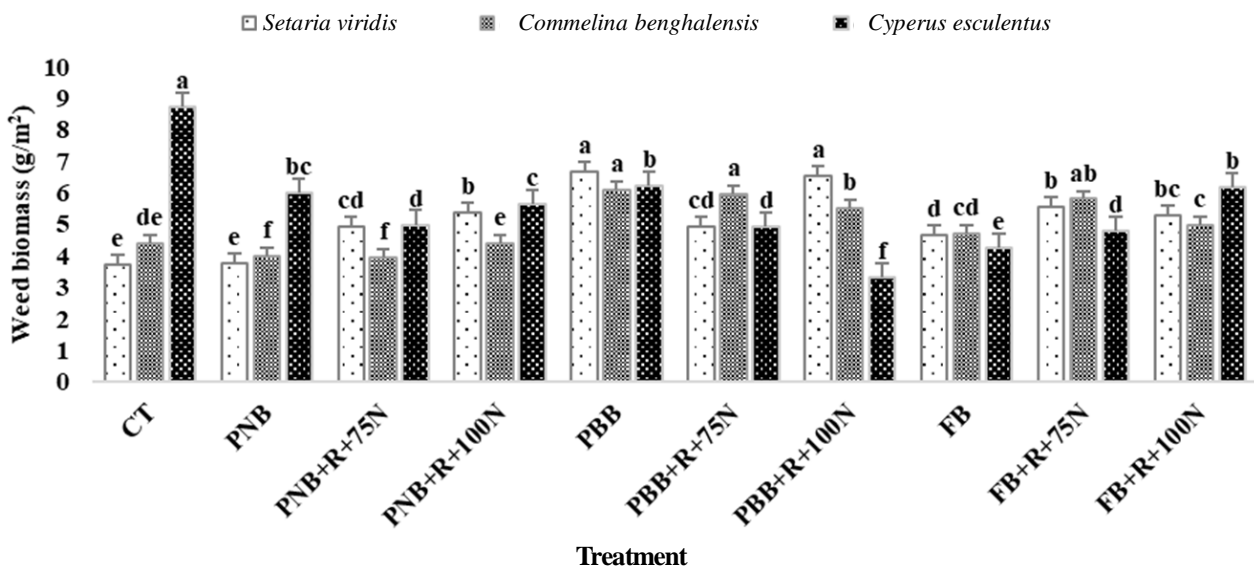 Setaria viridis Commelina benghalensis Cyperus esculentus
Weed biomass (g/m²)
10
9
8
7
6
5
4
3
2
1
0
e de a
e f bc
cd f d
b e c
a a b
cd a d
a b f
d cd e
b ab d
bc c b
CT
PNB
PNB+R+75N
PNB+R+100N
PBB
PBB+R+75N
PBB+R+100N
FB
FB+R+75N
FB+R+100N
Treatment